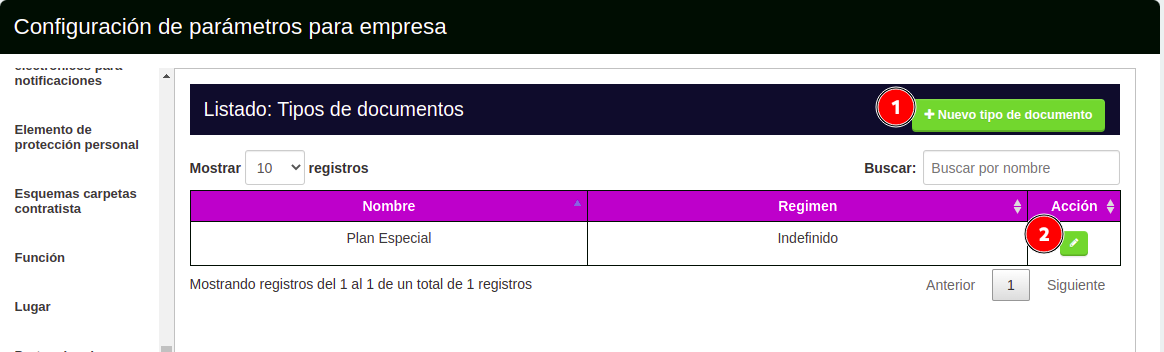 Configuración de parámetros para empresa
electrónicos para
notificaciones
Elemento de
protección personal
Esquemas carpetas
contratista
Función
Lugar
Listado: Tipos de documentos
1
Nuevo tipo de documento
Mostrar 10 registros
Buscar: Buscar por nombre
Nombre Regimen Acción
Plan Especial Indefinido 2
Mostrando registros del 1 al 1 de un total de 1 registros
Anterior 1 Siguiente